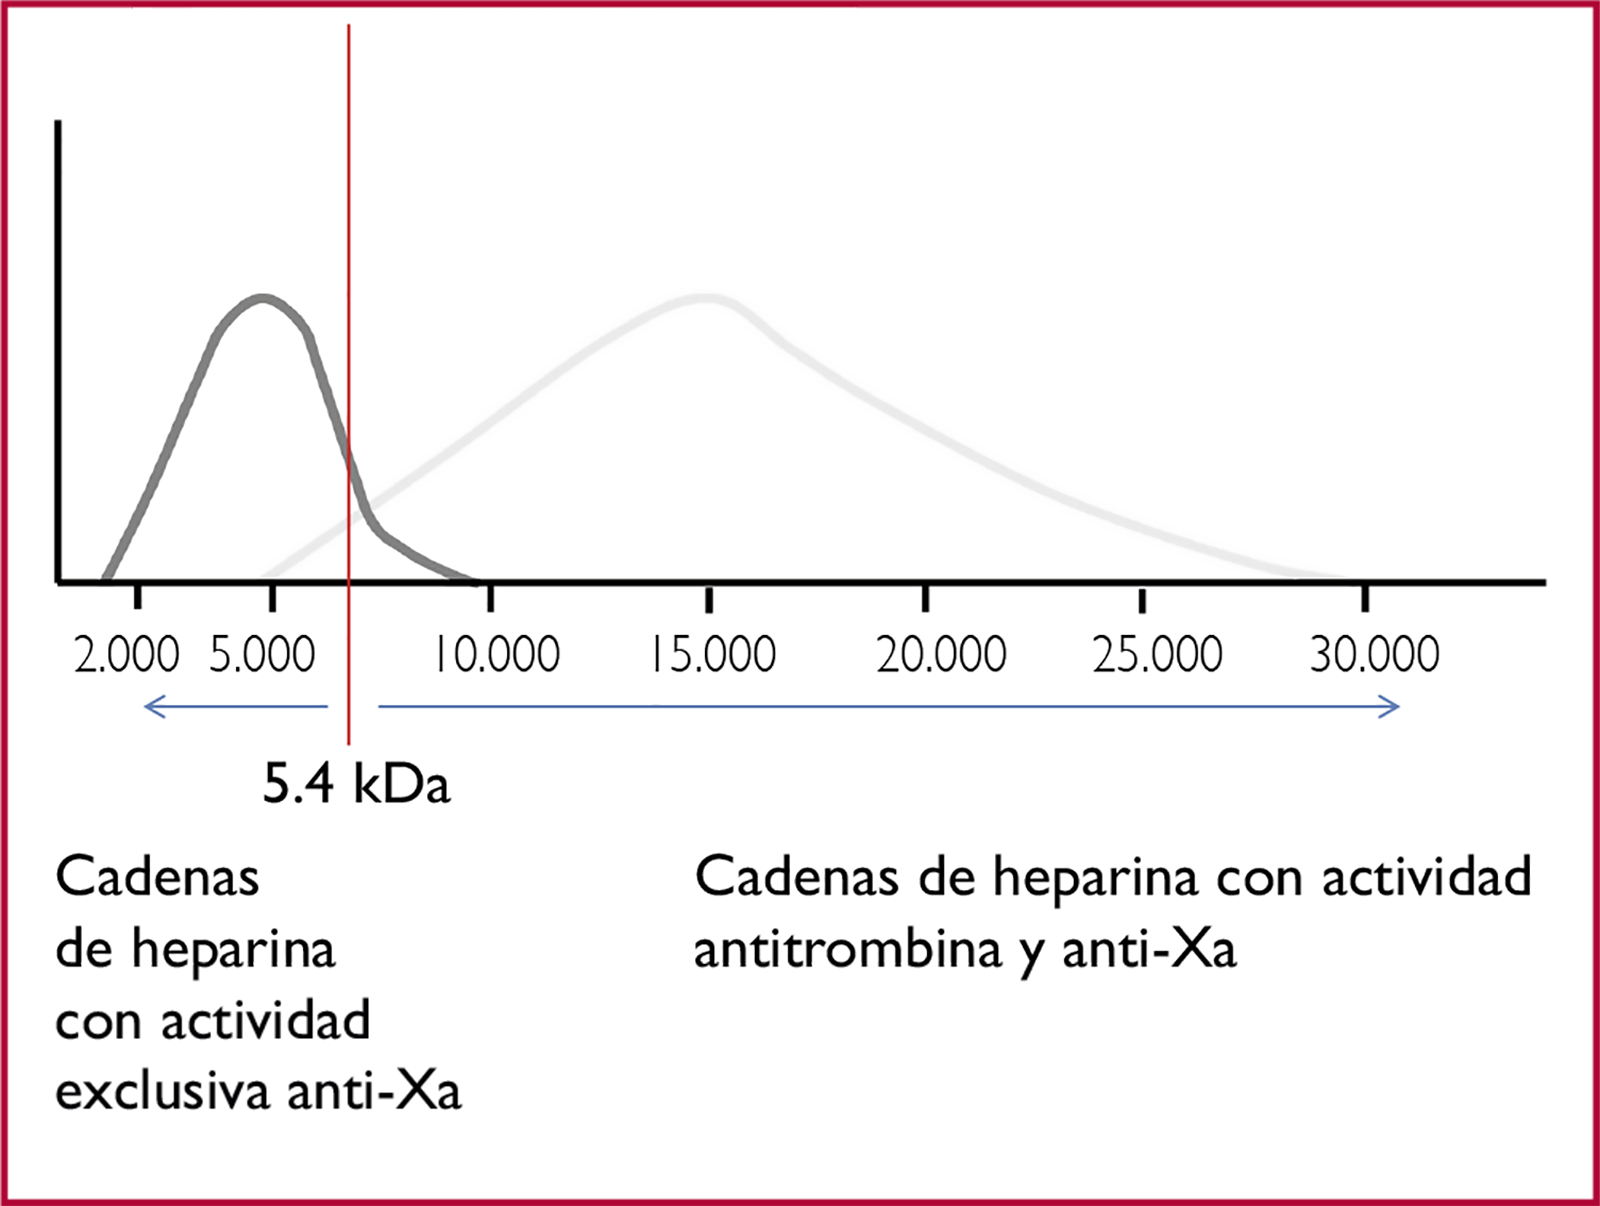 2.000 5.000 10.000 15.000 20.000 25.000 30.000
5.4 kDa
Cadenas
de heparina
con actividad
exclusiva anti-Xa
Cadenas de heparina con actividad
antitrombina y anti-Xa